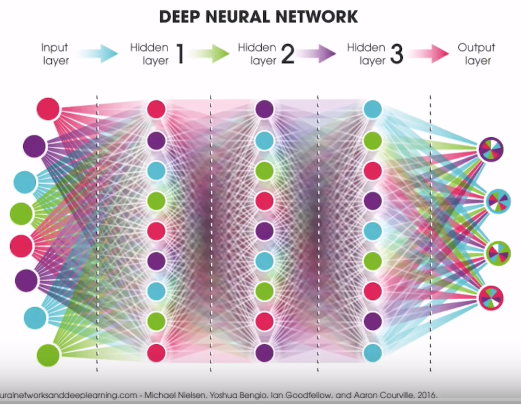 DEEP NEURAL NETWORK
Input layer
Hidden layer 1
Hidden layer 2
Hidden layer 3
Output layer
uralnetworksanddeeplearning.com - Michael Nielsen, Yoshua Bengio, Ian Goodfellow, and Aaron Courville, 2016.